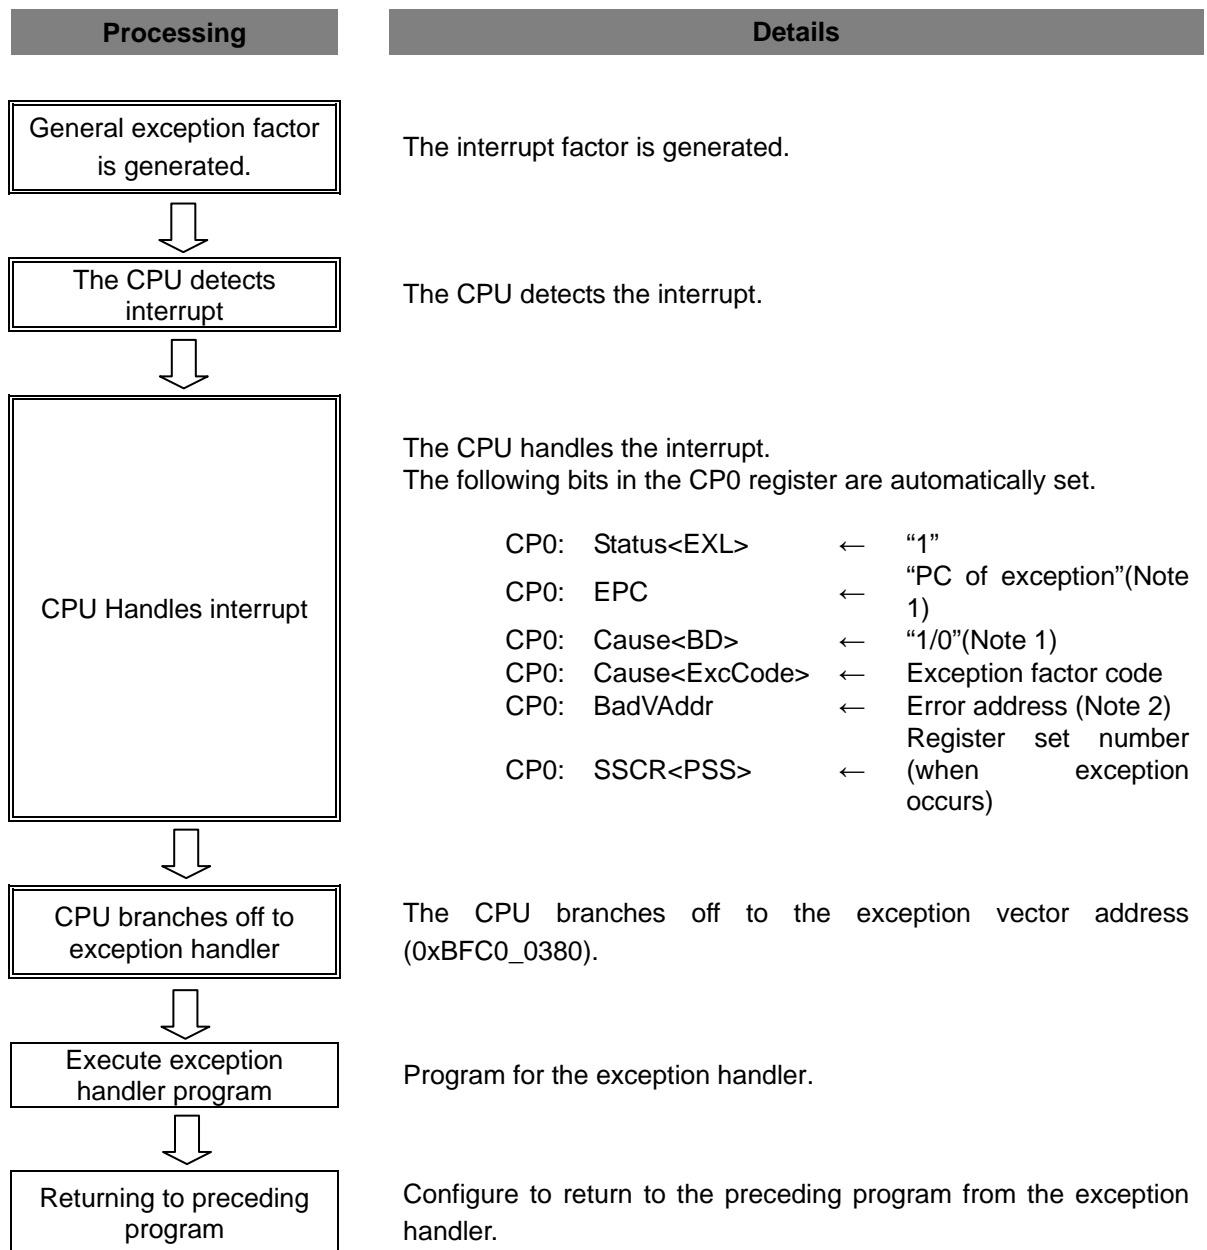 Processing
Details
General exception factor
is generated.
The interrupt factor is generated.
The CPU detects
interrupt
The CPU detects the interrupt.
CPU Handles interrupt
The CPU handles the interrupt.
The following bits in the CP0 register are automatically set.
CP0: Status<EXL> ← “1”
CP0: EPC ← “PC of exception”(Note
1)
CP0: Cause<BD> ← “1/0”(Note 1)
CP0: Cause<ExcCode> ← Exception factor code
CP0: BadVAddr ← Error address (Note 2)
Register set number
CP0: SSCR<PSS> ← (when exception
occurs)
CPU branches off to
exception handler
The CPU branches off to the exception vector address
(0xBFC0_0380).
Execute exception
handler program
Program for the exception handler.
Returning to preceding
program
Configure to return to the preceding program from the exception
handler.